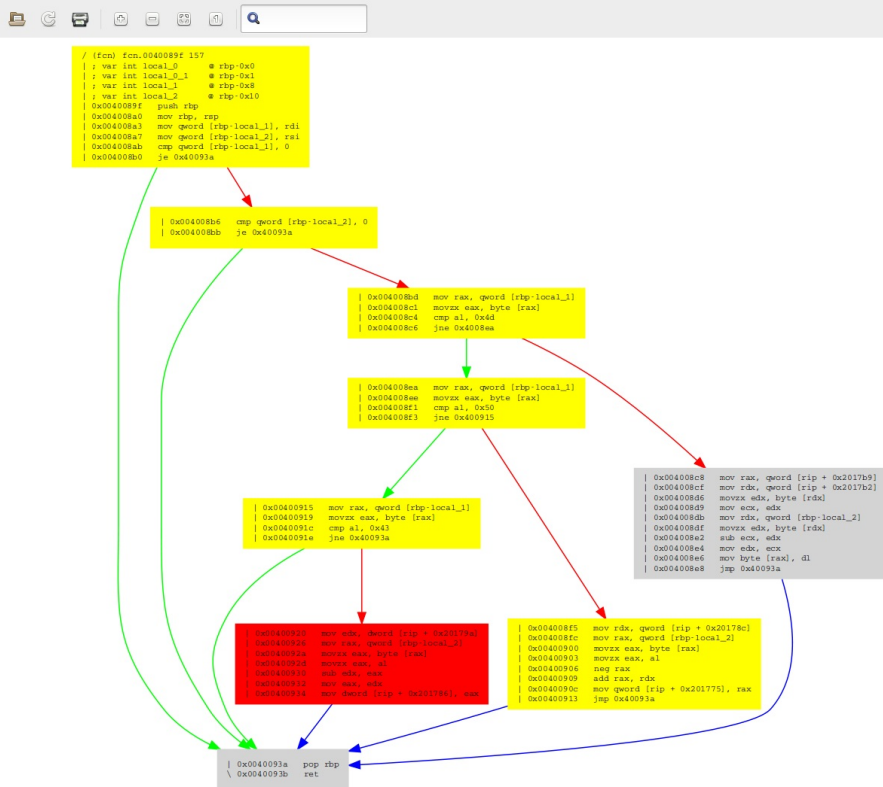 / (fcn) fcn.0040089f 157
| ; var int local_0 @ rbp-0x0
| ; var int local_0_1 @ rbp-0x1
| ; var int local_1 @ rbp-0x8
| ; var int local_2 @ rbp-0x10
| 0x0040089f push rbp
| 0x004008a0 mov rbp, rsp
| 0x004008a3 mov qword [rbp-local_1], rdi
| 0x004008a7 mov qword [rbp-local_2], rsi
| 0x004008ab cmp qword [rbp-local_1], 0
| 0x004008b0 je 0x40093a
| 0x004008b6 cmp qword [rbp-local_2], 0
| 0x004008bb je 0x40093a
| 0x004008bd mov rax, qword [rbp-local_1]
| 0x004008c1 movzx eax, byte [rax]
| 0x004008c4 cmp al, 0x4d
| 0x004008c6 jne 0x4008ea
| 0x004008ea mov rax, qword [rbp-local_1]
| 0x004008ee movzx eax, byte [rax]
| 0x004008f1 cmp al, 0x50
| 0x004008f3 jne 0x400915
| 0x004008c8 mov rax, qword [rip + 0x2017b9]
| 0x004008cf mov rdx, qword [rip + 0x2017b2]
| 0x004008d6 movzx edx, byte [rdx]
| 0x004008d9 mov ecx, edx
| 0x004008db mov rdx, qword [rbp-local_2]
| 0x004008df movzx edx, byte [rdx]
| 0x004008e2 sub ecx, edx
| 0x004008e4 mov edx, ecx
| 0x004008e6 mov byte [rax], dl
| 0x004008e8 jmp 0x40093a
| 0x00400915 mov rax, qword [rbp-local_1]
| 0x00400919 movzx eax, byte [rax]
| 0x0040091c cmp al, 0x43
| 0x0040091e jne 0x40093a
| 0x00400920 mov edx, dword [rip + 0x20179a]
| 0x00400926 mov rax, qword [rbp-local_2]
| 0x0040092a movzx eax, byte [rax]
| 0x0040092d movzx eax, al
| 0x00400930 sub edx, eax
| 0x00400932 mov eax, edx
| 0x00400934 mov dword [rip + 0x201786], eax
| 0x004008f5 mov rdx, qword [rip + 0x20178c]
| 0x004008fc mov rax, qword [rbp-local_2]
| 0x00400900 movzx eax, byte [rax]
| 0x00400903 movzx eax, al
| 0x00400906 neg rax
| 0x00400909 add rax, rdx
| 0x0040090c mov qword [rip + 0x201775], rax
| 0x00400913 jmp 0x40093a
| 0x0040093a pop rbp
\ 0x0040093b ret